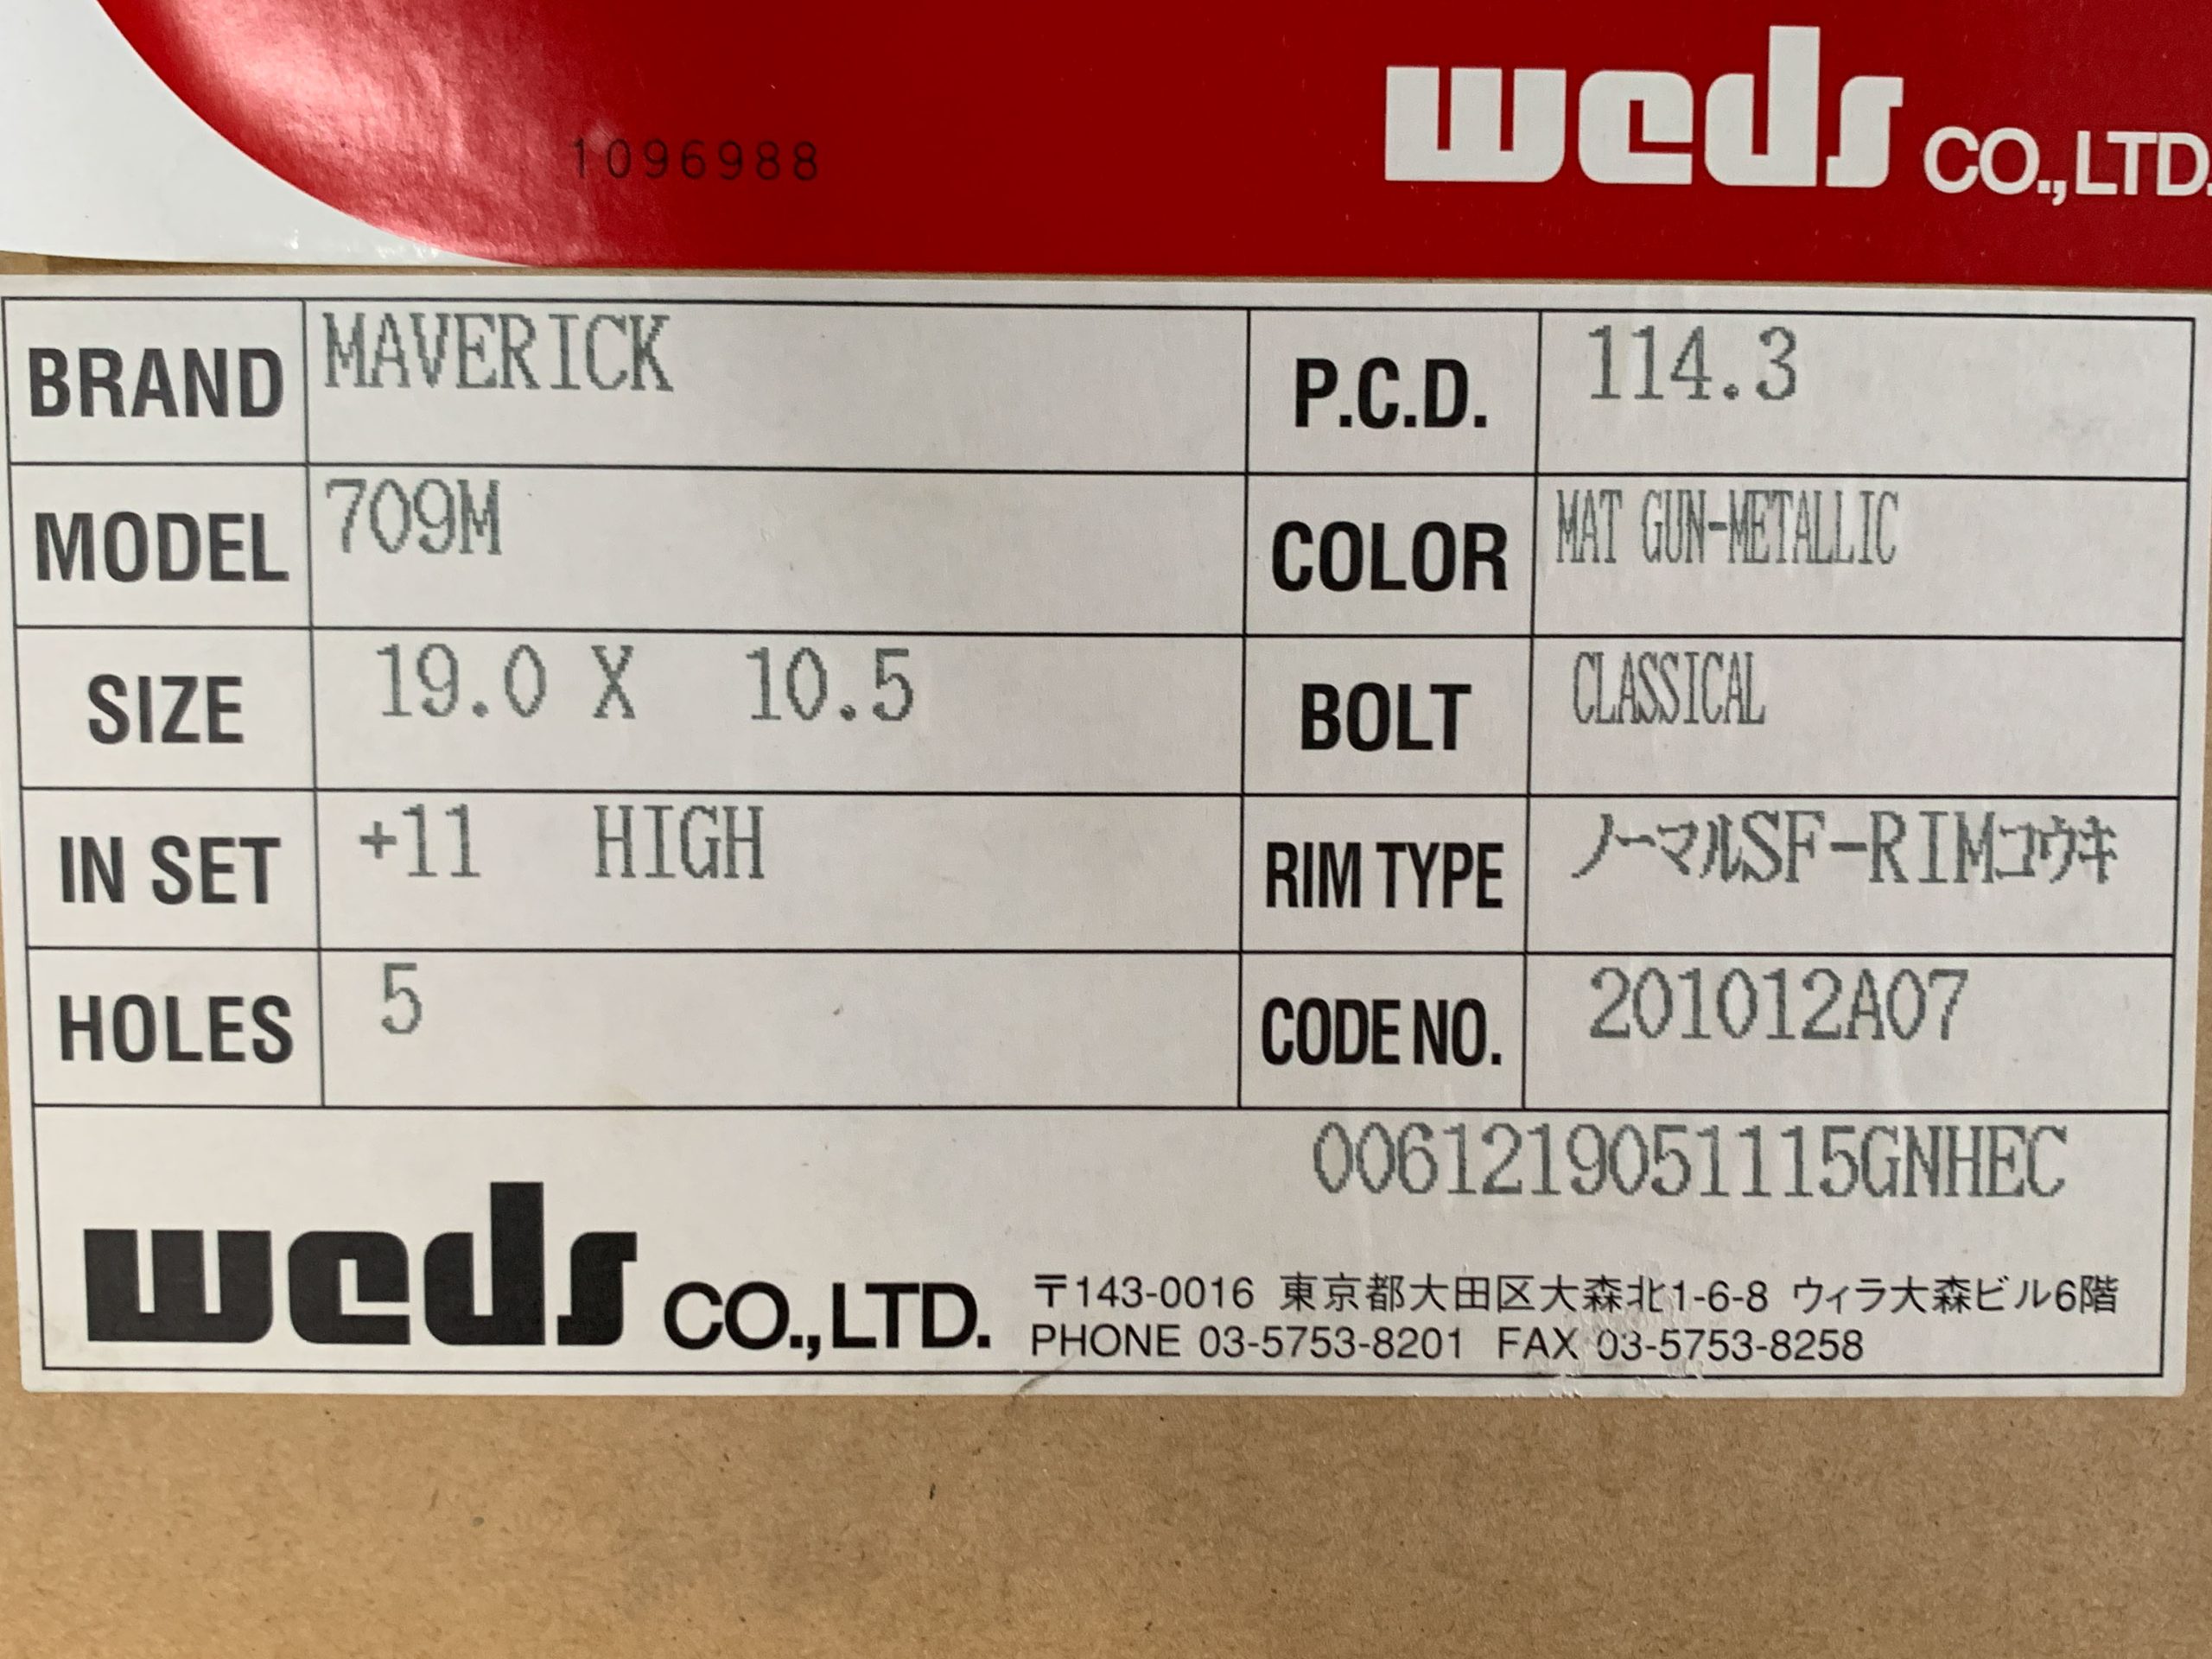 weds CO.,LTD.
1096988
BRAND MAVERICK P.C.D. 114.3
MODEL 709M COLOR MAT GUN-METALLIC
SIZE 19.0 X 10.5 BOLT CLASSICAL
IN SET +11 HIGH RIM TYPE ノーマルSF-RIMコウキ
HOLES 5 CODE NO. 201012A07
0061219051115GNHEC
weds CO.,LTD. 〒143-0016 東京都大田区大森北1-6-8 ウィラ大森ビル6階
PHONE 03-5753-8201 FAX 03-5753-8258